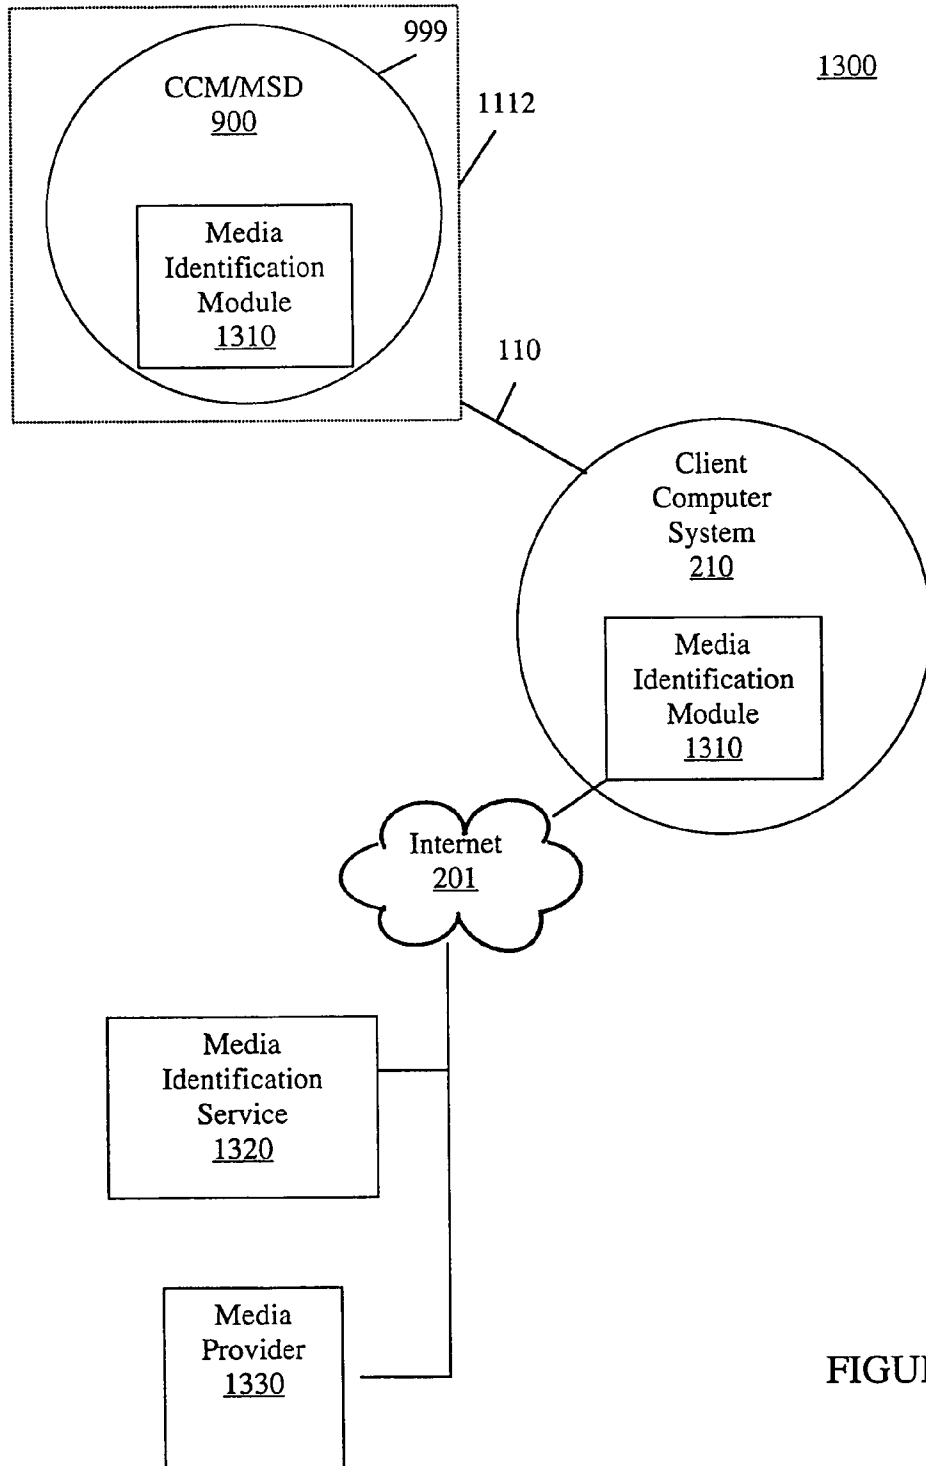 999
1300
CCM/MSD
900
1112
Media
Identification
Module
1310
110
Client
Computer
System
210
Media
Identification
Module
1310
Internet
201
Media
Identification
Service
1320
Media
Provider
1330